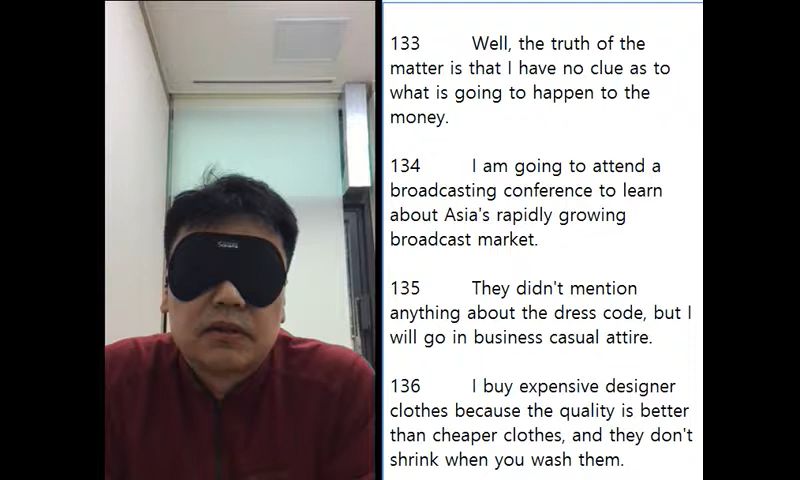 133 Well, the truth of the
matter is that I have no clue as to
what is going to happen to the
money.
134 I am going to attend a
broadcasting conference to learn
about Asia's rapidly growing
broadcast market.
135 They didn't mention
anything about the dress code, but I
will go in business casual attire.
136 I buy expensive designer
clothes because the quality is better
than cheaper clothes, and they don't
shrink when you wash them.